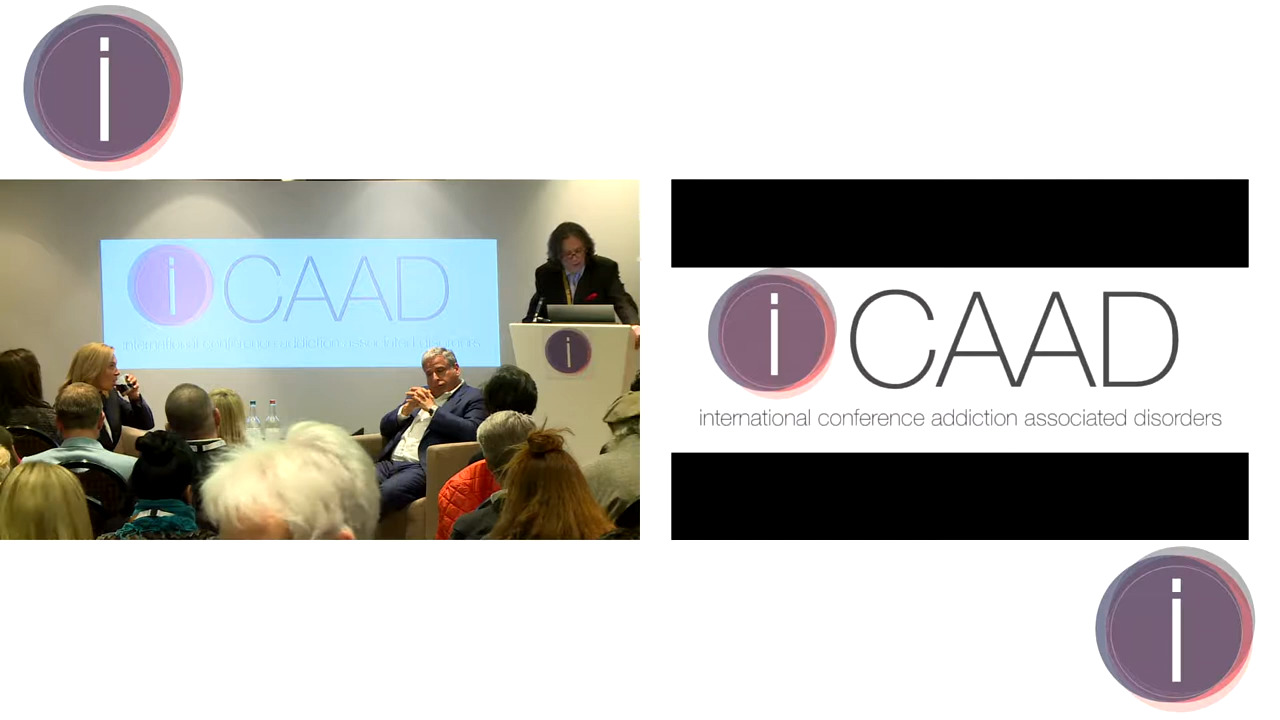 i
i CAAD
international conference addiction associated disorders
i
i CAAD
international conference addiction associated disorders
i